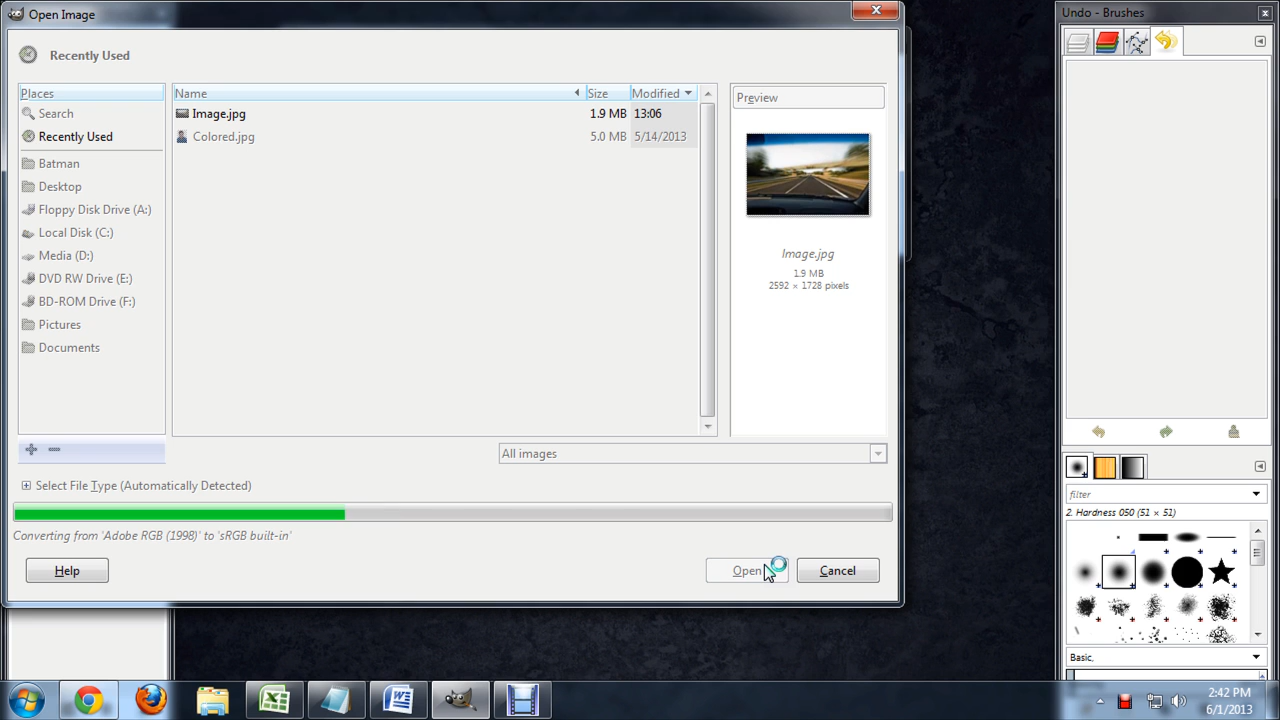 Open Image
Undo - Brushes
Recently Used
Places
Name
Size
Modified
Preview
Search
Image.jpg
1.9 MB
13:06
Recently Used
Colored.jpg
5.0 MB
5/14/2013
Batman
Desktop
Floppy Disk Drive (A:)
Local Disk (C:)
Media (D:)
DVD RW Drive (E:)
BD-ROM Drive (F:)
Pictures
Documents
Image.jpg
1.9 MB
2592 × 1728 pixels
All images
Select File Type (Automatically Detected)
Converting from 'Adobe RGB (1998)' to 'sRGB built-in'
Help
Open
Cancel
filter
2. Hardness 050 (51 × 51)
Basic,
2:42 PM
6/1/2013